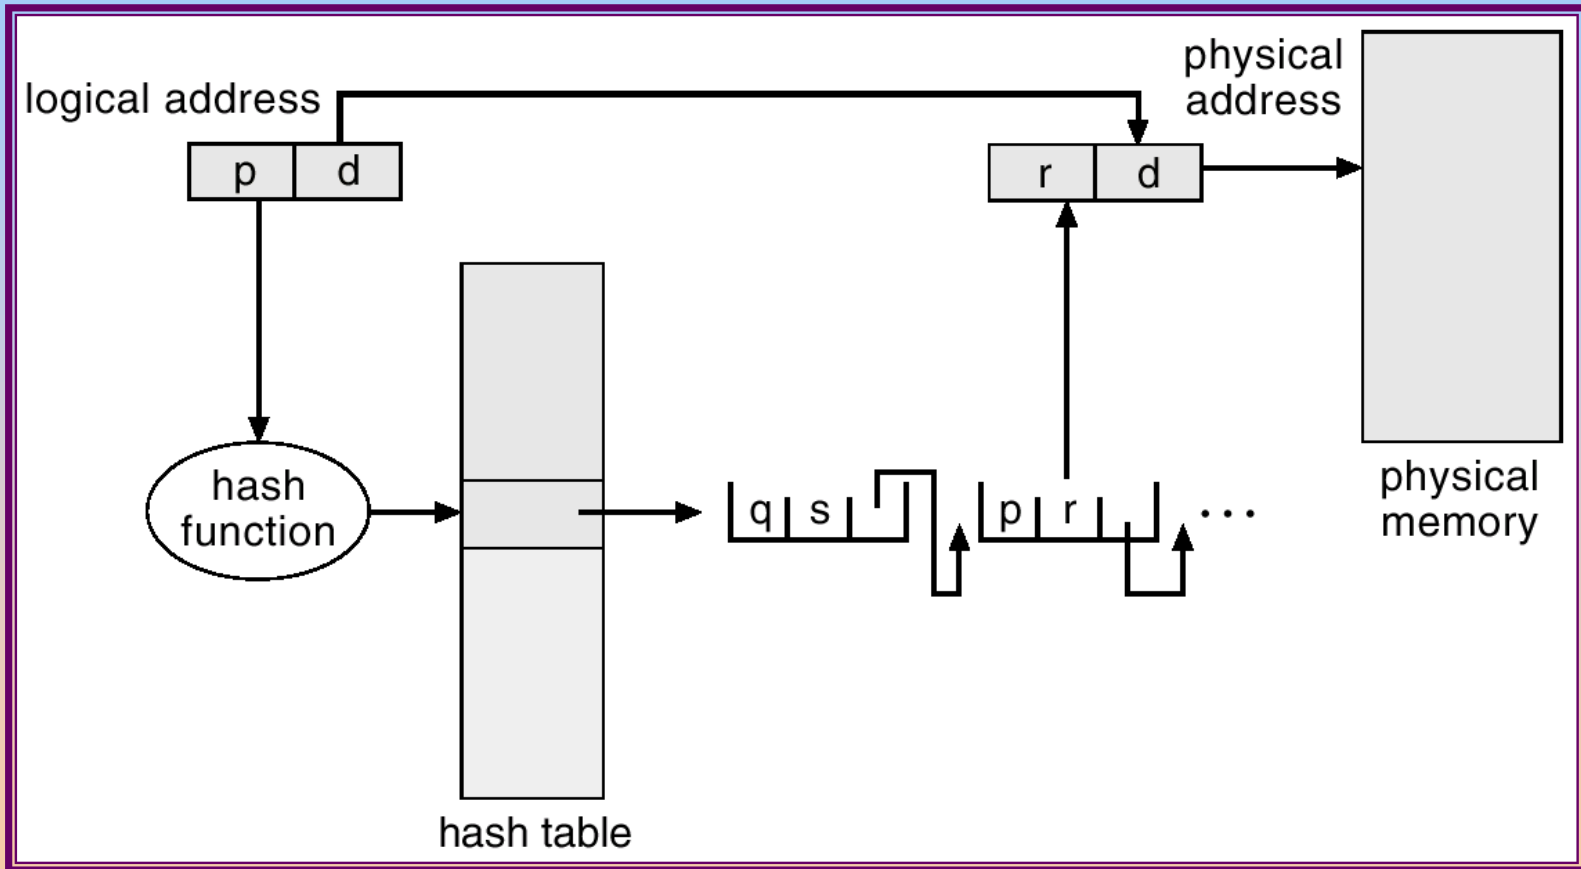 logical address
physical
address
p d
r d
hash
function
q s
p r
...
physical
memory
hash table